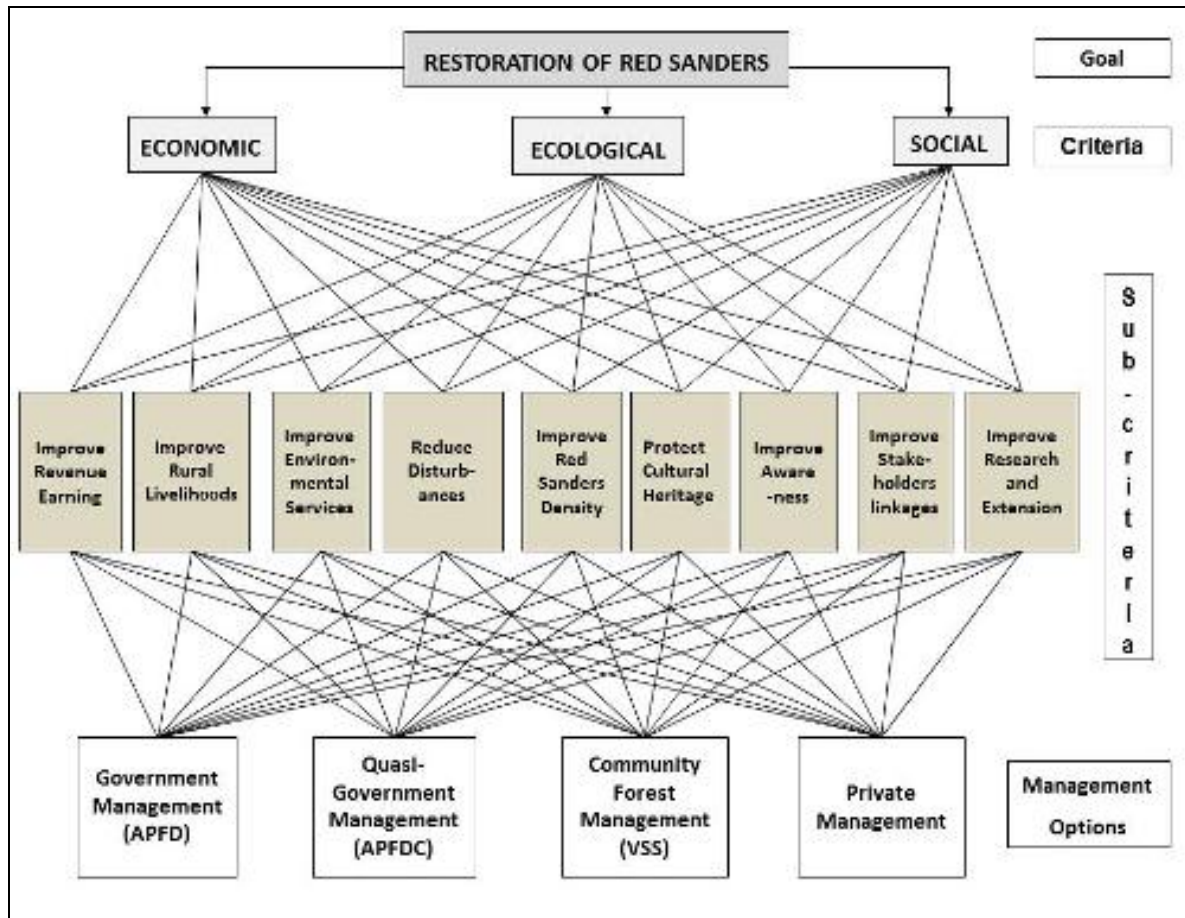 RESTORATION OF RED SANDERS
Goal
ECONOMIC
ECOLOGICAL
SOCIAL
Criteria
Sub-criteria
Improve
Revenue
Earning
Improve
Rural
Livelihoods
Improve
Environ-
mental
Services
Reduce
Disturb-
ances
Improve
Red
Sanders
Density
Protect
Cultural
Heritage
Improve
Aware
-ness
Improve
Stake-
holders
linkages
Improve
Research
and
Extension
Government
Management
(APFD)
Quasi-
Government
Management
(APFDC)
Community
Forest
Management
(VSS)
Private
Management
Management
Options